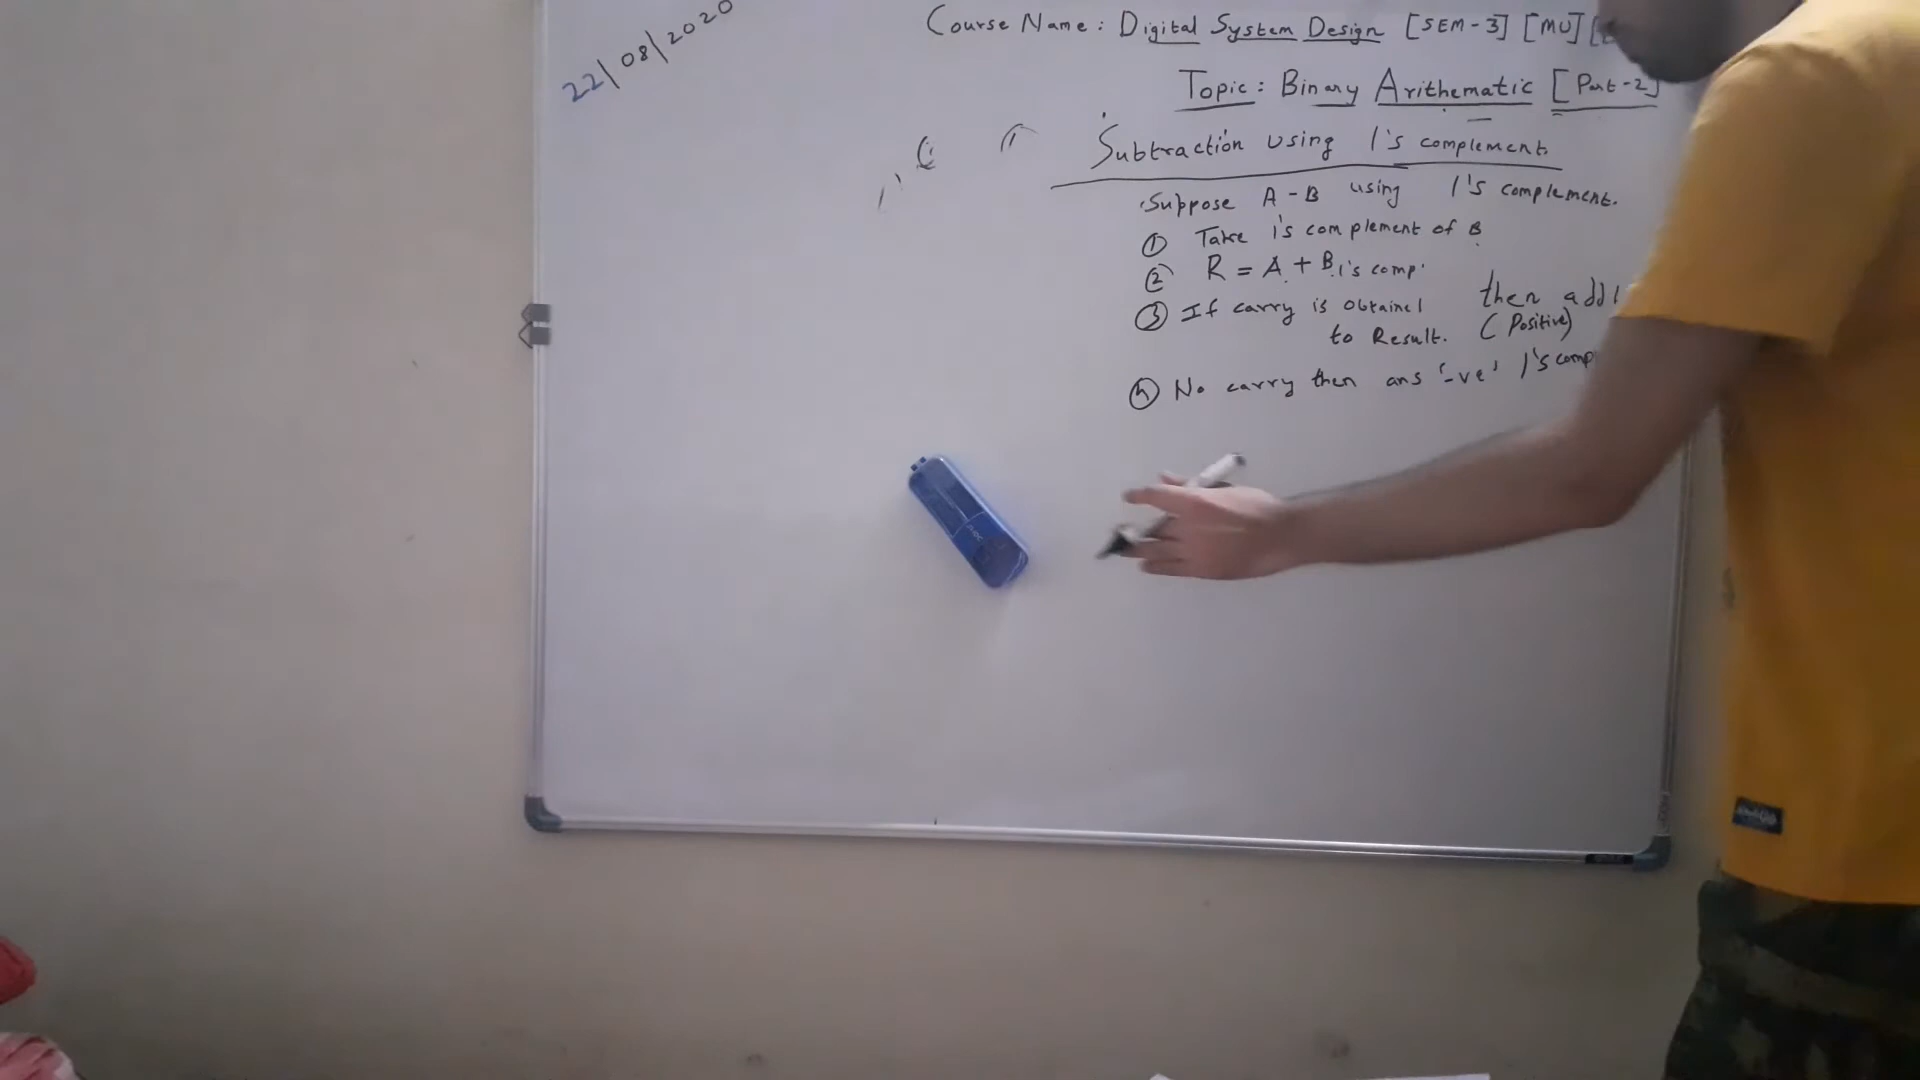 22/08/2020
Course Name : Digital System Design [SEM-3] [MU]
Topic : Binary Arithematic [Part-2]
Subtraction using 1's complement.
Suppose A - B using 1's complement.
① Take 1's complement of B
② R = A + B 1's comp.
③ If carry is obtained then add 1
to Result. (Positive)
④ No carry then ans '-ve' 1's comp